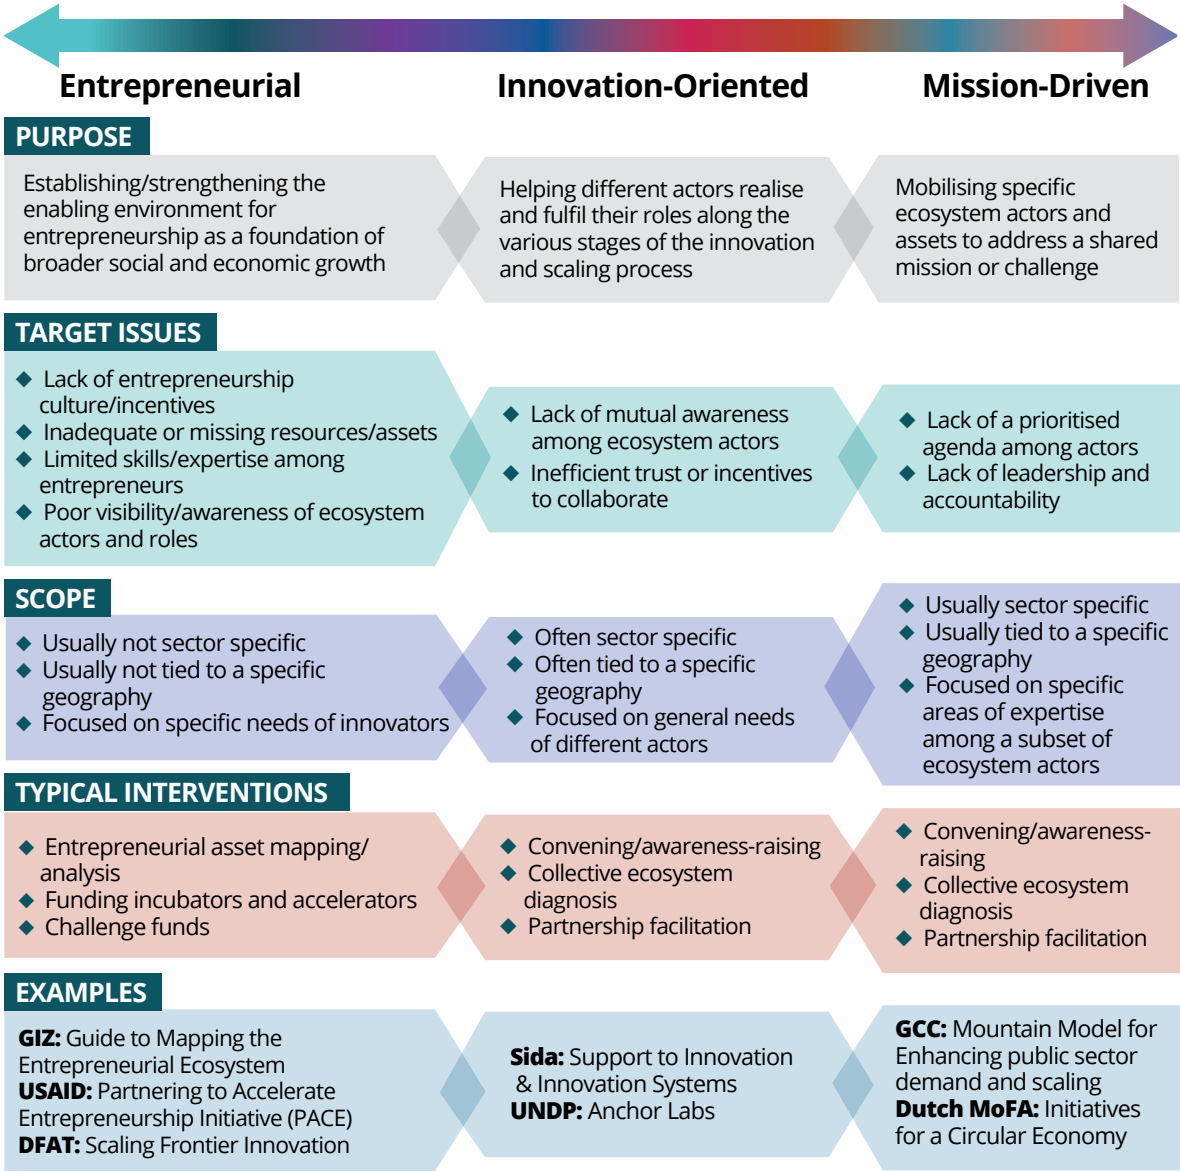 Entrepreneurial
Innovation-Oriented
Mission-Driven
PURPOSE
Establishing/strengthening the
enabling environment for
entrepreneurship as a foundation of
broader social and economic growth
Helping different actors realise
and fulfil their roles along the
various stages of the innovation
and scaling process
Mobilising specific
ecosystem actors and
assets to address a shared
mission or challenge
TARGET ISSUES
◆ Lack of entrepreneurship
culture/incentives
◆ Inadequate or missing resources/assets
◆ Limited skills/expertise among
entrepreneurs
◆ Poor visibility/awareness of ecosystem
actors and roles
◆ Lack of mutual awareness
among ecosystem actors
◆ Inefficient trust or incentives
to collaborate
◆ Lack of a prioritised
agenda among actors
◆ Lack of leadership and
accountability
SCOPE
◆ Usually not sector specific
◆ Usually not tied to a specific
geography
◆ Focused on specific needs of innovators
◆ Often sector specific
◆ Often tied to a specific
geography
◆ Focused on general needs
of different actors
◆ Usually sector specific
◆ Usually tied to a specific
geography
◆ Focused on specific
areas of expertise
among a subset of
ecosystem actors
TYPICAL INTERVENTIONS
◆ Entrepreneurial asset mapping/
analysis
◆ Funding incubators and accelerators
◆ Challenge funds
◆ Convening/awareness-raising
◆ Collective ecosystem
diagnosis
◆ Partnership facilitation
◆ Convening/awareness-
raising
◆ Collective ecosystem
diagnosis
◆ Partnership facilitation
EXAMPLES
GIZ: Guide to Mapping the
Entrepreneurial Ecosystem
USAID: Partnering to Accelerate
Entrepreneurship Initiative (PACE)
DFAT: Scaling Frontier Innovation
Sida: Support to Innovation
& Innovation Systems
UNDP: Anchor Labs
GCC: Mountain Model for
Enhancing public sector
demand and scaling
Dutch MoFA: Initiatives
for a Circular Economy